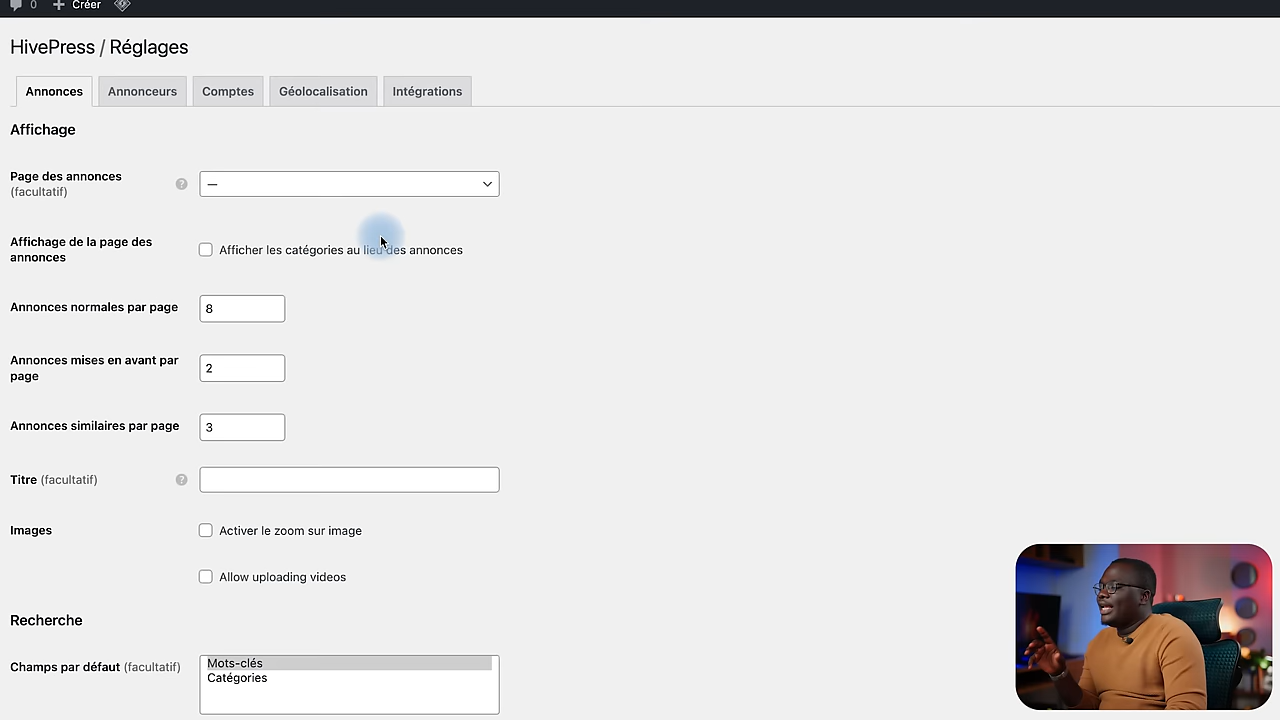 0 Créer
HivePress / Réglages
Annonces Annonceurs Comptes Géolocalisation Intégrations
Affichage
Page des annonces
(facultatif)
? —
Affichage de la page des
annonces
Afficher les catégories au lieu des annonces
Annonces normales par page
8
Annonces mises en avant par
page
2
Annonces similaires par page
3
Titre (facultatif)
?
Images
Activer le zoom sur image
Allow uploading videos
Recherche
Champs par défaut (facultatif)
Mots-clés
Catégories